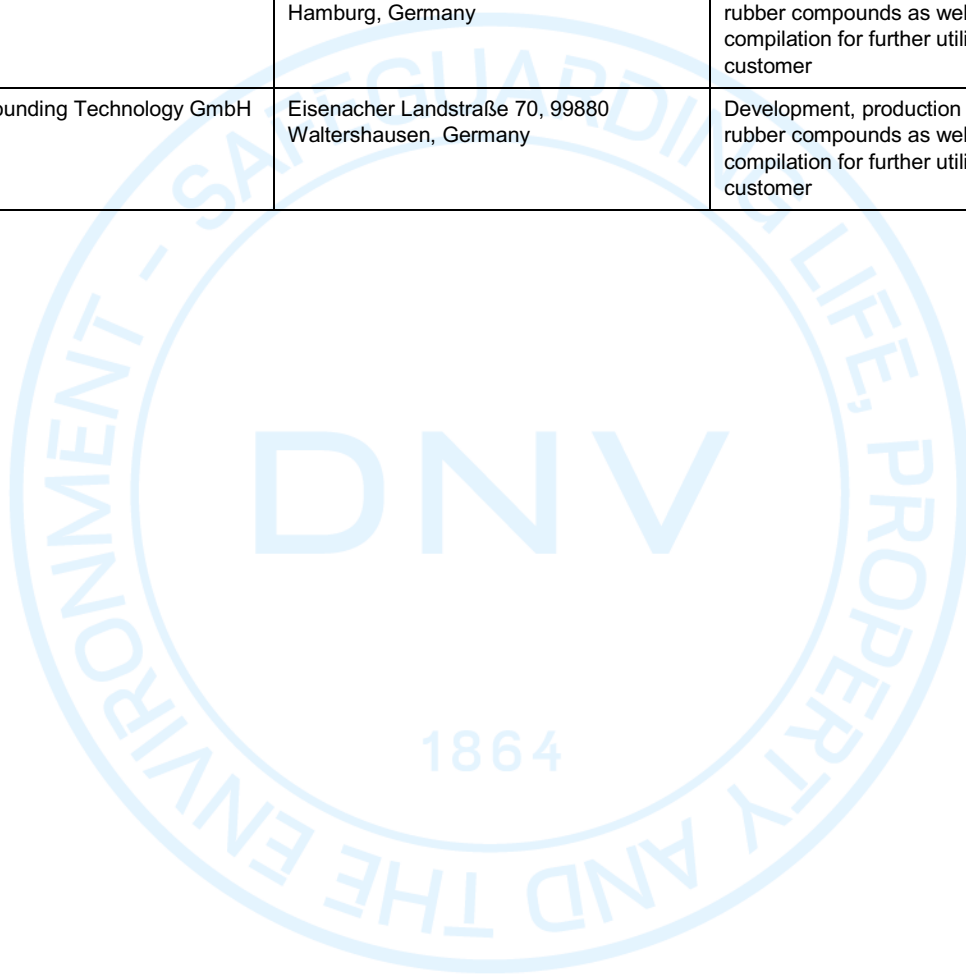 Hamburg, Germany
rubber compounds as wel
compilation for further utili
customer
ounding Technology GmbH
Eisenacher Landstraße 70, 99880
Waltershausen, Germany
Development, production
rubber compounds as wel
compilation for further utili
customer
SAFEGUARDING LIFE, PROPERTY AND THE ENVIRONMENT -
DNV
1864